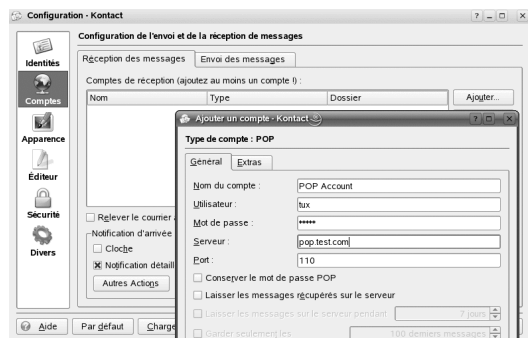 Configuration - Kontact
Configuration de l'envoi et de la réception de messages
Identités
Comptes
Apparence
Éditeur
Sécurité
Divers
Réception des messages
Envoi des messages
Comptes de réception (ajoutez au moins un compte !) :
Nom
Type
Dossier
Ajouter...
Relever le courrier
Notification d'arrivée
Cloche
Notification détaill
Autres Actions
Aide
Par défaut
Charge
Ajouter un compte - Kontact
Type de compte : POP
Général
Extras
Nom du compte :
POP Account
Utilisateur :
tux
Mot de passe :
*****
Serveur :
pop.test.com
Port :
110
Conserver le mot de passe POP
Laisser les messages récupérés sur le serveur
Laisser les messages sur le serveur pendant
7 jours
Garder seulement les
100 derniers messages